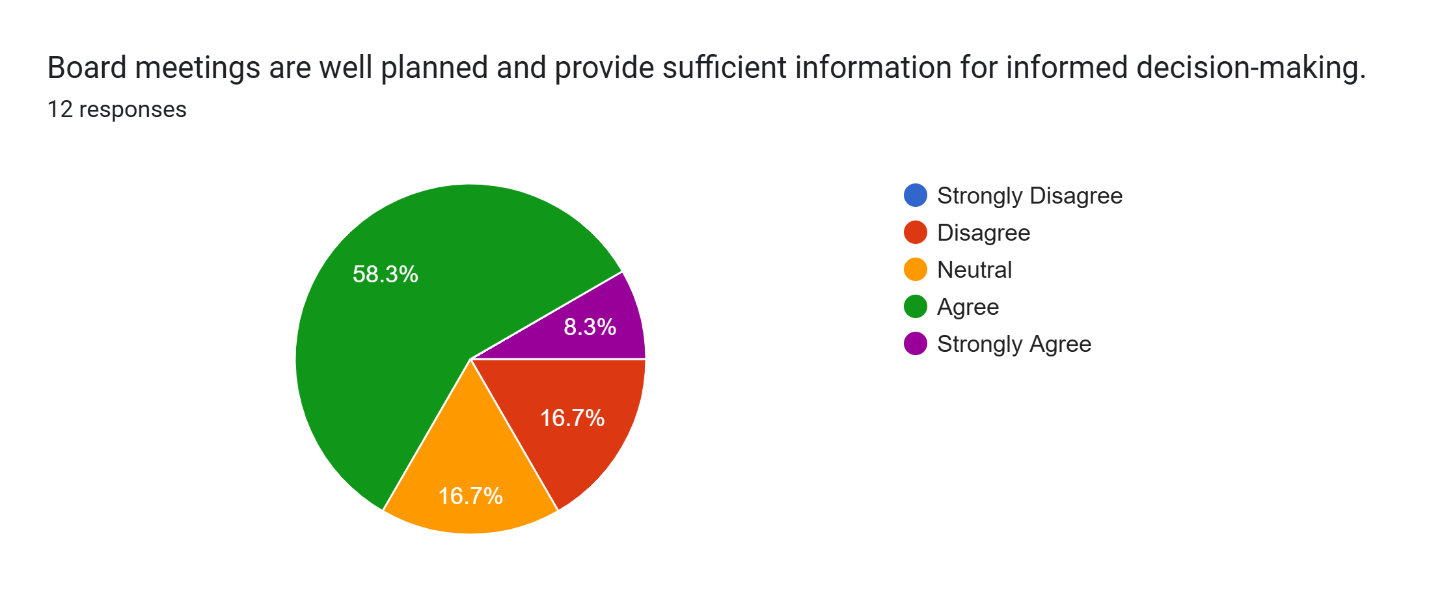 Board meetings are well planned and provide sufficient information for informed decision-making.
12 responses
58.3%
8.3%
16.7%
16.7%
Strongly Disagree
Disagree
Neutral
Agree
Strongly Agree